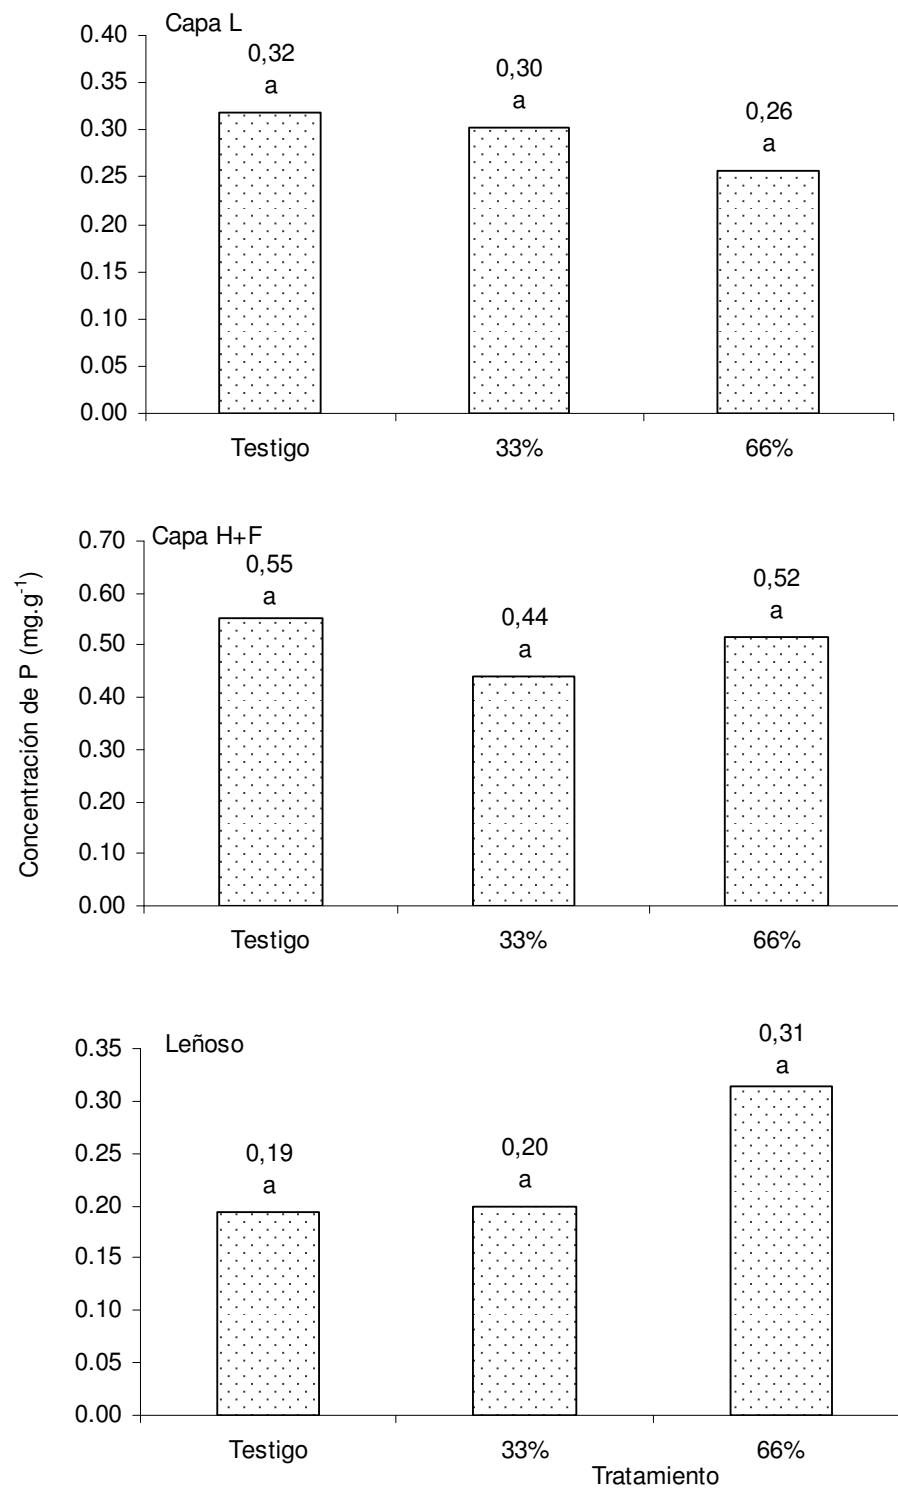 Capa L
0.40
0.35
0.30
0.25
0.20
0.15
0.10
0.05
0.00
0,32
a
0,30
a
0,26
a
Testigo 33% 66%
Concentración de P (mg.g⁻¹)
Capa H+F
0.70
0.60
0.50
0.40
0.30
0.20
0.10
0.00
0,55
a
0,44
a
0,52
a
Testigo 33% 66%
Leñoso
0.35
0.30
0.25
0.20
0.15
0.10
0.05
0.00
0,19
a
0,20
a
0,31
a
Testigo 33% 66%
Tratamiento